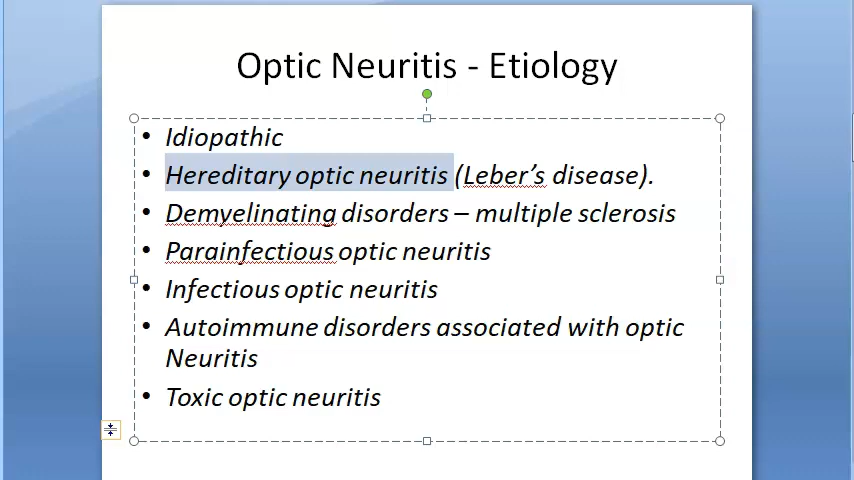 Optic Neuritis - Etiology
• Idiopathic
• Hereditary optic neuritis (Leber’s disease).
• Demyelinating disorders – multiple sclerosis
• Parainfectious optic neuritis
• Infectious optic neuritis
• Autoimmune disorders associated with optic
Neuritis
• Toxic optic neuritis